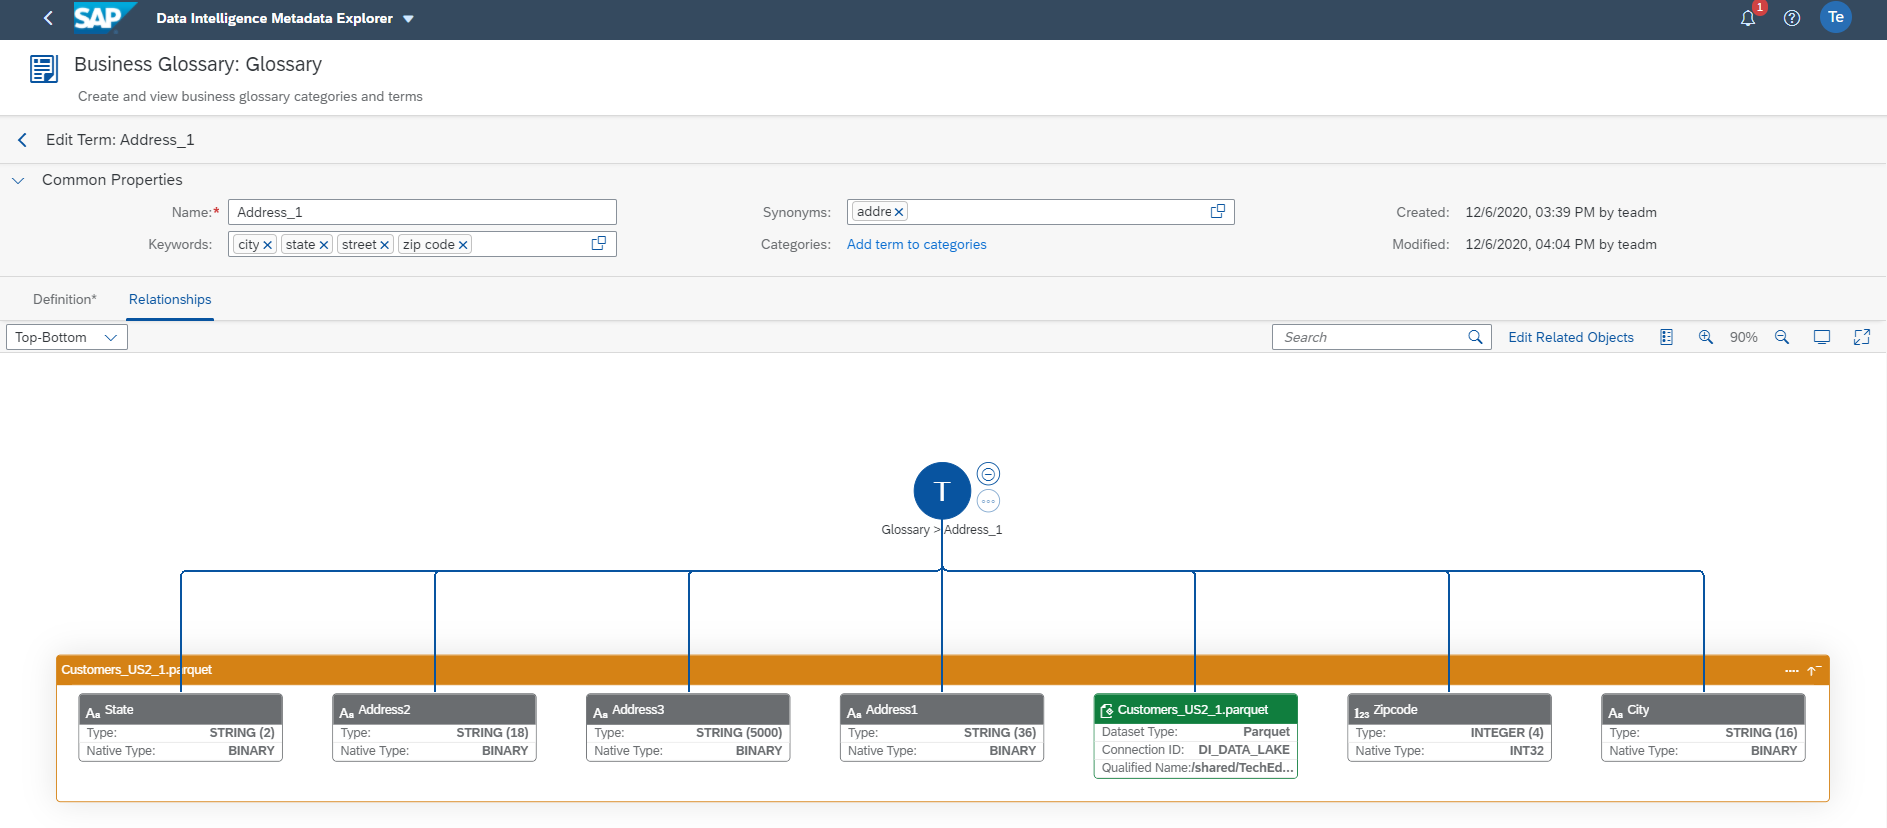 SAP Data Intelligence Metadata Explorer 1 Te
Business Glossary: Glossary
Create and view business glossary categories and terms
Edit Term: Address_1
Common Properties
Name:* Address_1 Synonyms: addre Created: 12/6/2020, 03:39 PM by teadm
Keywords: city state street zip code Categories: Add term to categories Modified: 12/6/2020, 04:04 PM by teadm
Definition* Relationships
Top-Bottom Search Edit Related Objects 90%
T
Glossary > Address_1
Customers_US2_1.parquet
Aa State
Type: STRING (2)
Native Type: BINARY
Aa Address2
Type: STRING (18)
Native Type: BINARY
Aa Address3
Type: STRING (5000)
Native Type: BINARY
Aa Address1
Type: STRING (36)
Native Type: BINARY
Customers_US2_1.parquet
Dataset Type: Parquet
Connection ID: DI_DATA_LAKE
Qualified Name:/shared/TechEd...
123 Zipcode
Type: INTEGER (4)
Native Type: INT32
Aa City
Type: STRING (16)
Native Type: BINARY